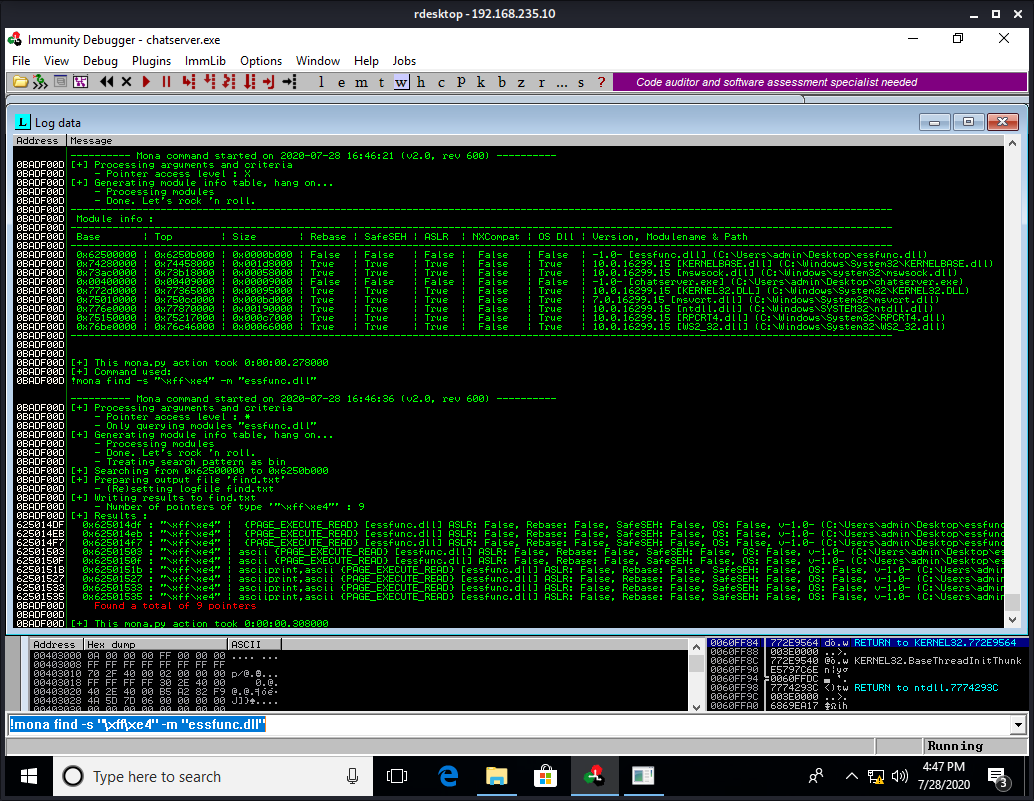 rdesktop - 192.168.235.10
Immunity Debugger - chatserver.exe
File View Debug Plugins ImmLib Options Window Help Jobs
l e m t w h c P k b z r ... s ?
Code auditor and software assessment specialist needed
L Log data
Address Message
---------- Mona command started on 2020-07-28 16:46:21 (v2.0, rev 600) ----------
0BADF00D [+] Processing arguments and criteria
0BADF00D - Pointer access level : X
0BADF00D [+] Generating module info table, hang on...
0BADF00D - Processing modules
0BADF00D - Done. Let's rock 'n roll.
0BADF00D
0BADF00D Module info :
0BADF00D
0BADF00D Base | Top | Size | Rebase | SafeSEH | ASLR | NXCompat | OS Dll | Version, Modulename & Path
0BADF00D
0BADF00D 0x62500000 | 0x6250b000 | 0x0000b000 | False | False | False | False | False | -1.0- [essfunc.dll] (C:\Users\admin\Desktop\essfunc.dll)
0BADF00D 0x74280000 | 0x74458000 | 0x001d8000 | True | True | True | False | True | 10.0.16299.15 [KERNELBASE.dll] (C:\Windows\System32\KERNELBASE.dll)
0BADF00D 0x73ac0000 | 0x73b18000 | 0x00058000 | True | True | True | False | True | 10.0.16299.15 [mswsock.dll] (C:\Windows\system32\mswsock.dll)
0BADF00D 0x00400000 | 0x00409000 | 0x00009000 | False | False | False | False | False | -1.0- [chatserver.exe] (C:\Users\admin\Desktop\chatserver.exe)
0BADF00D 0x772d0000 | 0x77365000 | 0x00095000 | True | True | True | False | True | 10.0.16299.15 [KERNEL32.DLL] (C:\Windows\System32\KERNEL32.DLL)
0BADF00D 0x75010000 | 0x750cd000 | 0x000bd000 | True | True | True | False | True | 7.0.16299.15 [msvcrt.dll] (C:\Windows\System32\msvcrt.dll)
0BADF00D 0x776e0000 | 0x77870000 | 0x00190000 | True | True | True | False | True | 10.0.16299.15 [ntdll.dll] (C:\Windows\SYSTEM32\ntdll.dll)
0BADF00D 0x75150000 | 0x75217000 | 0x000c7000 | True | True | True | False | True | 10.0.16299.15 [RPCRT4.dll] (C:\Windows\System32\RPCRT4.dll)
0BADF00D 0x76be0000 | 0x76c46000 | 0x00066000 | True | True | True | False | True | 10.0.16299.15 [WS2_32.dll] (C:\Windows\System32\WS2_32.dll)
0BADF00D
0BADF00D
0BADF00D
0BADF00D [+] This mona.py action took 0:00:00.278000
0BADF00D [+] Command used:
0BADF00D !mona find -s "\xff\xe4" -m "essfunc.dll"
---------- Mona command started on 2020-07-28 16:46:36 (v2.0, rev 600) ----------
0BADF00D [+] Processing arguments and criteria
0BADF00D - Pointer access level : *
0BADF00D - Only querying modules "essfunc.dll"
0BADF00D [+] Generating module info table, hang on...
0BADF00D - Processing modules
0BADF00D - Done. Let's rock 'n roll.
0BADF00D - Treating search pattern as bin
0BADF00D [+] Searching from 0x62500000 to 0x6250b000
0BADF00D [+] Preparing output file 'find.txt'
0BADF00D - (Re)setting logfile find.txt
0BADF00D [+] Writing results to find.txt
0BADF00D - Number of pointers of type '"\xff\xe4"' : 9
0BADF00D [+] Results :
625014DF 0x625014df : "\xff\xe4" | {PAGE_EXECUTE_READ} [essfunc.dll] ASLR: False, Rebase: False, SafeSEH: False, OS: False, v-1.0- (C:\Users\admin\Desktop\essfunc
625014EB 0x625014eb : "\xff\xe4" | {PAGE_EXECUTE_READ} [essfunc.dll] ASLR: False, Rebase: False, SafeSEH: False, OS: False, v-1.0- (C:\Users\admin\Desktop\essfunc
625014F7 0x625014f7 : "\xff\xe4" | {PAGE_EXECUTE_READ} [essfunc.dll] ASLR: False, Rebase: False, SafeSEH: False, OS: False, v-1.0- (C:\Users\admin\Desktop\essfunc
62501503 0x62501503 : "\xff\xe4" | ascii {PAGE_EXECUTE_READ} [essfunc.dll] ASLR: False, Rebase: False, SafeSEH: False, OS: False, v-1.0- (C:\Users\admin\Desktop\es
6250150F 0x6250150f : "\xff\xe4" | ascii {PAGE_EXECUTE_READ} [essfunc.dll] ASLR: False, Rebase: False, SafeSEH: False, OS: False, v-1.0- (C:\Users\admin\Desktop\es
6250151B 0x6250151b : "\xff\xe4" | asciiprint,ascii {PAGE_EXECUTE_READ} [essfunc.dll] ASLR: False, Rebase: False, SafeSEH: False, OS: False, v-1.0- (C:\Users\admin
62501527 0x62501527 : "\xff\xe4" | asciiprint,ascii {PAGE_EXECUTE_READ} [essfunc.dll] ASLR: False, Rebase: False, SafeSEH: False, OS: False, v-1.0- (C:\Users\admin
62501533 0x62501533 : "\xff\xe4" | asciiprint,ascii {PAGE_EXECUTE_READ} [essfunc.dll] ASLR: False, Rebase: False, SafeSEH: False, OS: False, v-1.0- (C:\Users\admin
62501535 0x62501535 : "\xff\xe4" | asciiprint,ascii {PAGE_EXECUTE_READ} [essfunc.dll] ASLR: False, Rebase: False, SafeSEH: False, OS: False, v-1.0- (C:\Users\admin
0BADF00D Found a total of 9 pointers
0BADF00D
0BADF00D [+] This mona.py action took 0:00:00.308000
Address Hex dump ASCII
00403000 0A 00 00 00 FF 00 00 00
00403008 FF FF FF FF FF FF FF FF
00403010 70 2F 40 00 02 00 00 00 p/@.
00403018 FF FF FF FF 30 2E 40 00 0.@.
00403020 40 2E 40 00 B5 A2 82 F9 @.@.
00403028 4A 5D 7D 06 00 00 00 00 J]}
00403030 00 00 00 00 00 00 00 00
0060FF84 772E9564 RETURN to KERNEL32.772E9564
0060FF88 003E0000
0060FF8C 772E9540 KERNEL32.BaseThreadInitThunk
0060FF90 E5797C6E
0060FF94 0060FFDC
0060FF98 7774293C RETURN to ntdll.7774293C
0060FF9C 003E0000
0060FFA0 6869EA17
!mona find -s "\xff\xe4" -m "essfunc.dll"
Running
Type here to search
4:47 PM
7/28/2020
3